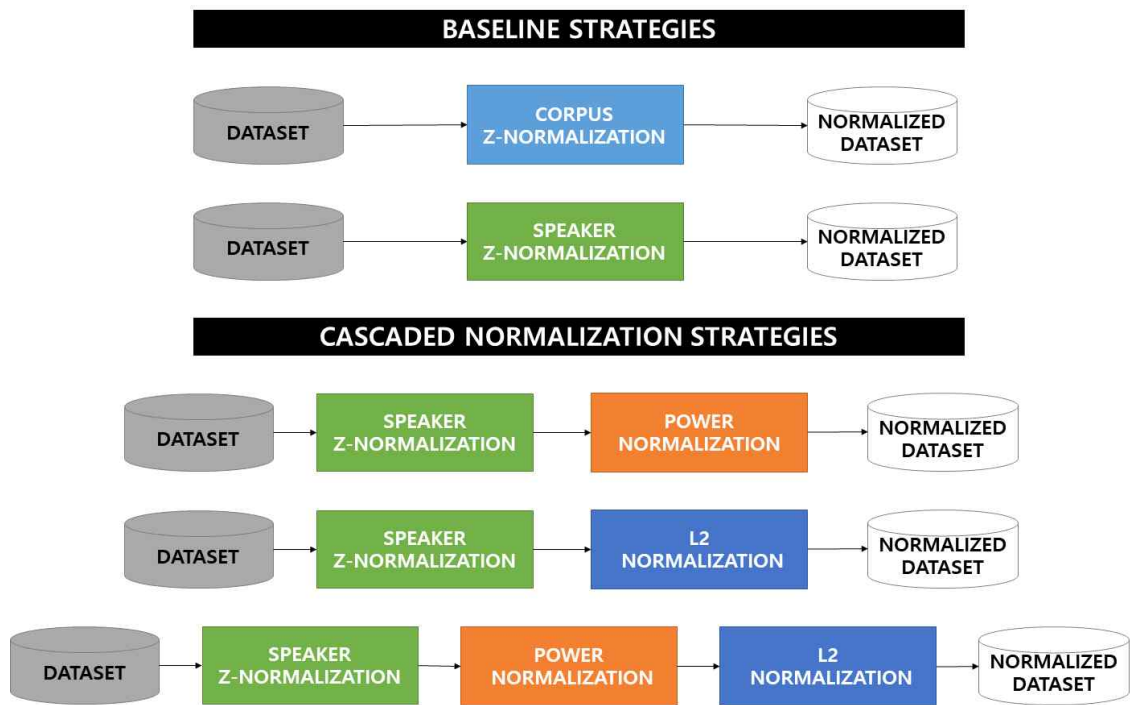 BASELINE STRATEGIES
DATASET
CORPUS
Z-NORMALIZATION
NORMALIZED
DATASET
DATASET
SPEAKER
Z-NORMALIZATION
NORMALIZED
DATASET
CASCADED NORMALIZATION STRATEGIES
DATASET
SPEAKER
Z-NORMALIZATION
POWER
NORMALIZATION
NORMALIZED
DATASET
DATASET
SPEAKER
Z-NORMALIZATION
L2
NORMALIZATION
NORMALIZED
DATASET
DATASET
SPEAKER
Z-NORMALIZATION
POWER
NORMALIZATION
L2
NORMALIZATION
NORMALIZED
DATASET